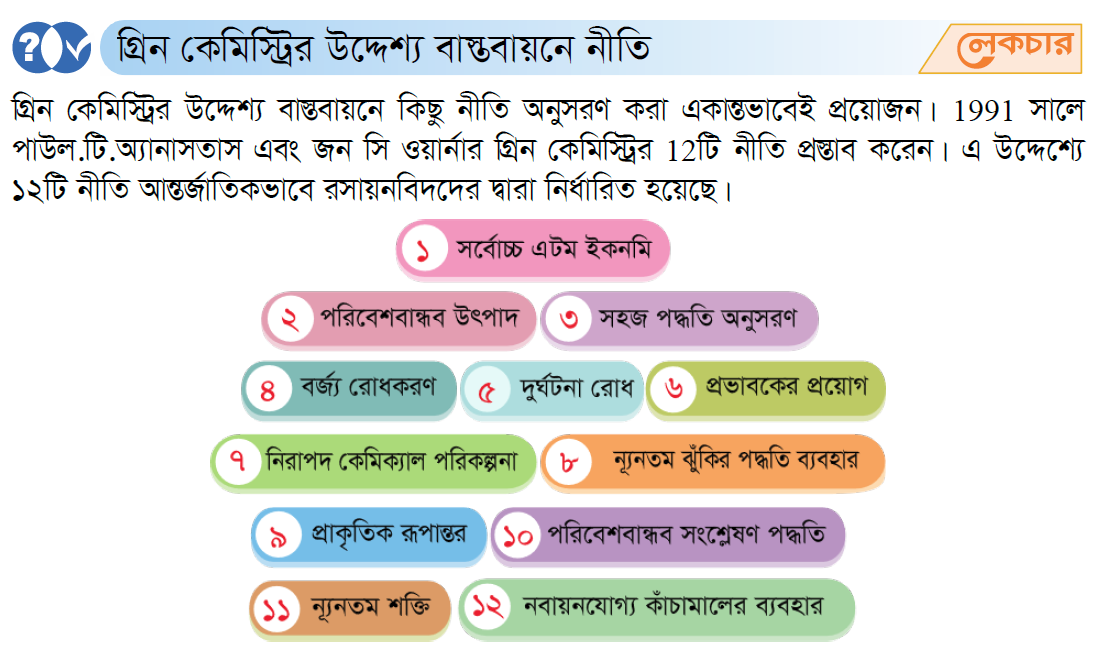 গ্রিন কেমিস্ট্রির উদ্দেশ্য বাস্তবায়নে নীতি
লেকচার
গ্রিন কেমিস্ট্রির উদ্দেশ্য বাস্তবায়নে কিছু নীতি অনুসরণ করা একান্তভাবেই প্রয়োজন। 1991 সালে
পাউল.টি.অ্যানাসতাস এবং জন সি ওয়ার্নার গ্রিন কেমিস্ট্রির 12টি নীতি প্রস্তাব করেন। এ উদ্দেশ্যে
১২টি নীতি আন্তর্জাতিকভাবে রসায়নবিদদের দ্বারা নির্ধারিত হয়েছে।
১ সর্বোচ্চ এটম ইকনমি
২ পরিবেশবান্ধব উৎপাদ ৩ সহজ পদ্ধতি অনুসরণ
৪ বর্জ্য রোধকরণ ৫ দুর্ঘটনা রোধ ৬ প্রভাবকের প্রয়োগ
৭ নিরাপদ কেমিক্যাল পরিকল্পনা ৮ ন্যূনতম ঝুঁকির পদ্ধতি ব্যবহার
৯ প্রাকৃতিক রূপান্তর ১০ পরিবেশবান্ধব সংশ্লেষণ পদ্ধতি
১১ ন্যূনতম শক্তি ১২ নবায়নযোগ্য কাঁচামালের ব্যবহার